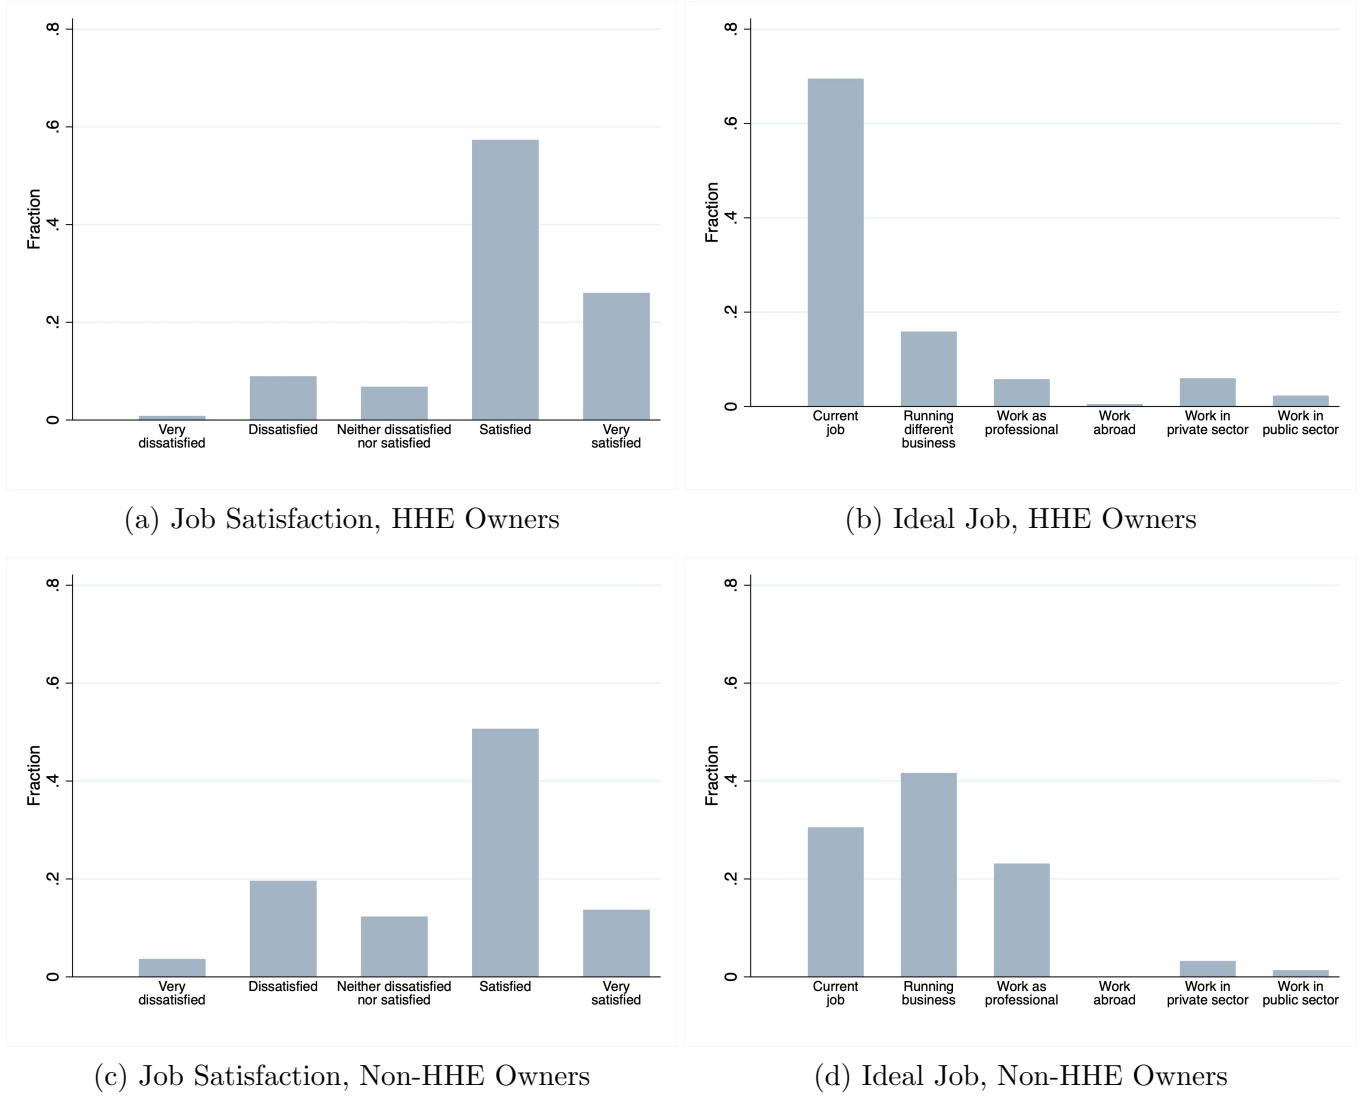 .8
.6
.4
.2
0
Fraction
Very
dissatisfied
Dissatisfied
Neither dissatisfied
nor satisfied
Satisfied
Very
satisfied
(a) Job Satisfaction, HHE Owners
.8
.6
.4
.2
0
Fraction
Current
job
Running
different
business
Work as
professional
Work
abroad
Work in
private sector
Work in
public sector
(b) Ideal Job, HHE Owners
.8
.6
.4
.2
0
Fraction
Very
dissatisfied
Dissatisfied
Neither dissatisfied
nor satisfied
Satisfied
Very
satisfied
(c) Job Satisfaction, Non-HHE Owners
.8
.6
.4
.2
0
Fraction
Current
job
Running
business
Work as
professional
Work
abroad
Work in
private sector
Work in
public sector
(d) Ideal Job, Non-HHE Owners